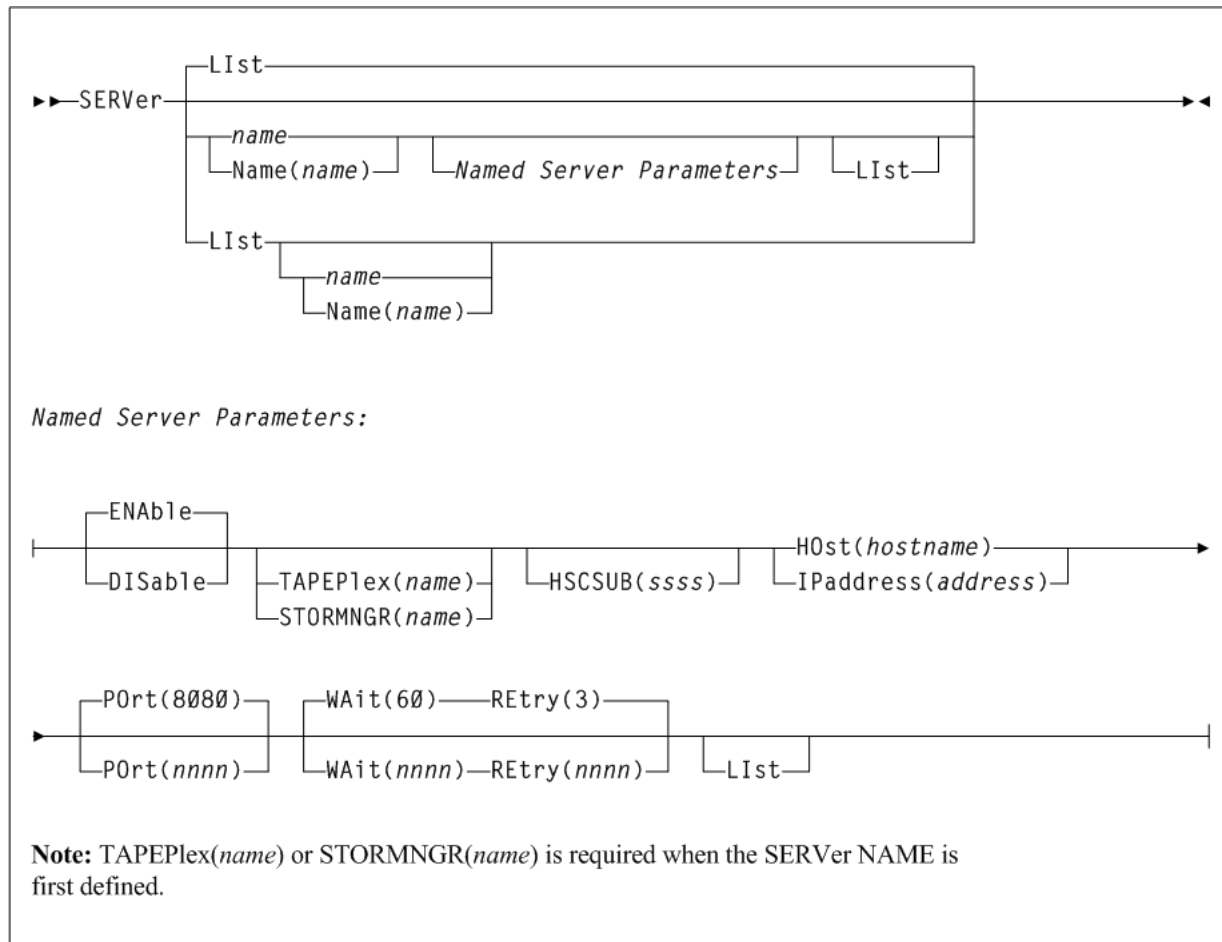 LIst
SERVer
name
Name(name) Named Server Parameters LIst
LIst
name
Name(name)
Named Server Parameters:
ENAble HOst(hostname)
DISable TAPEPlex(name) HSCSUB(ssss) IPaddress(address)
STORMNGR(name)
POrt(8080) WAit(60) REtry(3)
POrt(nnnn) WAit(nnnn) REtry(nnnn) LIst
Note: TAPEPlex(name) or STORMNGR(name) is required when the SERVer NAME is
first defined.